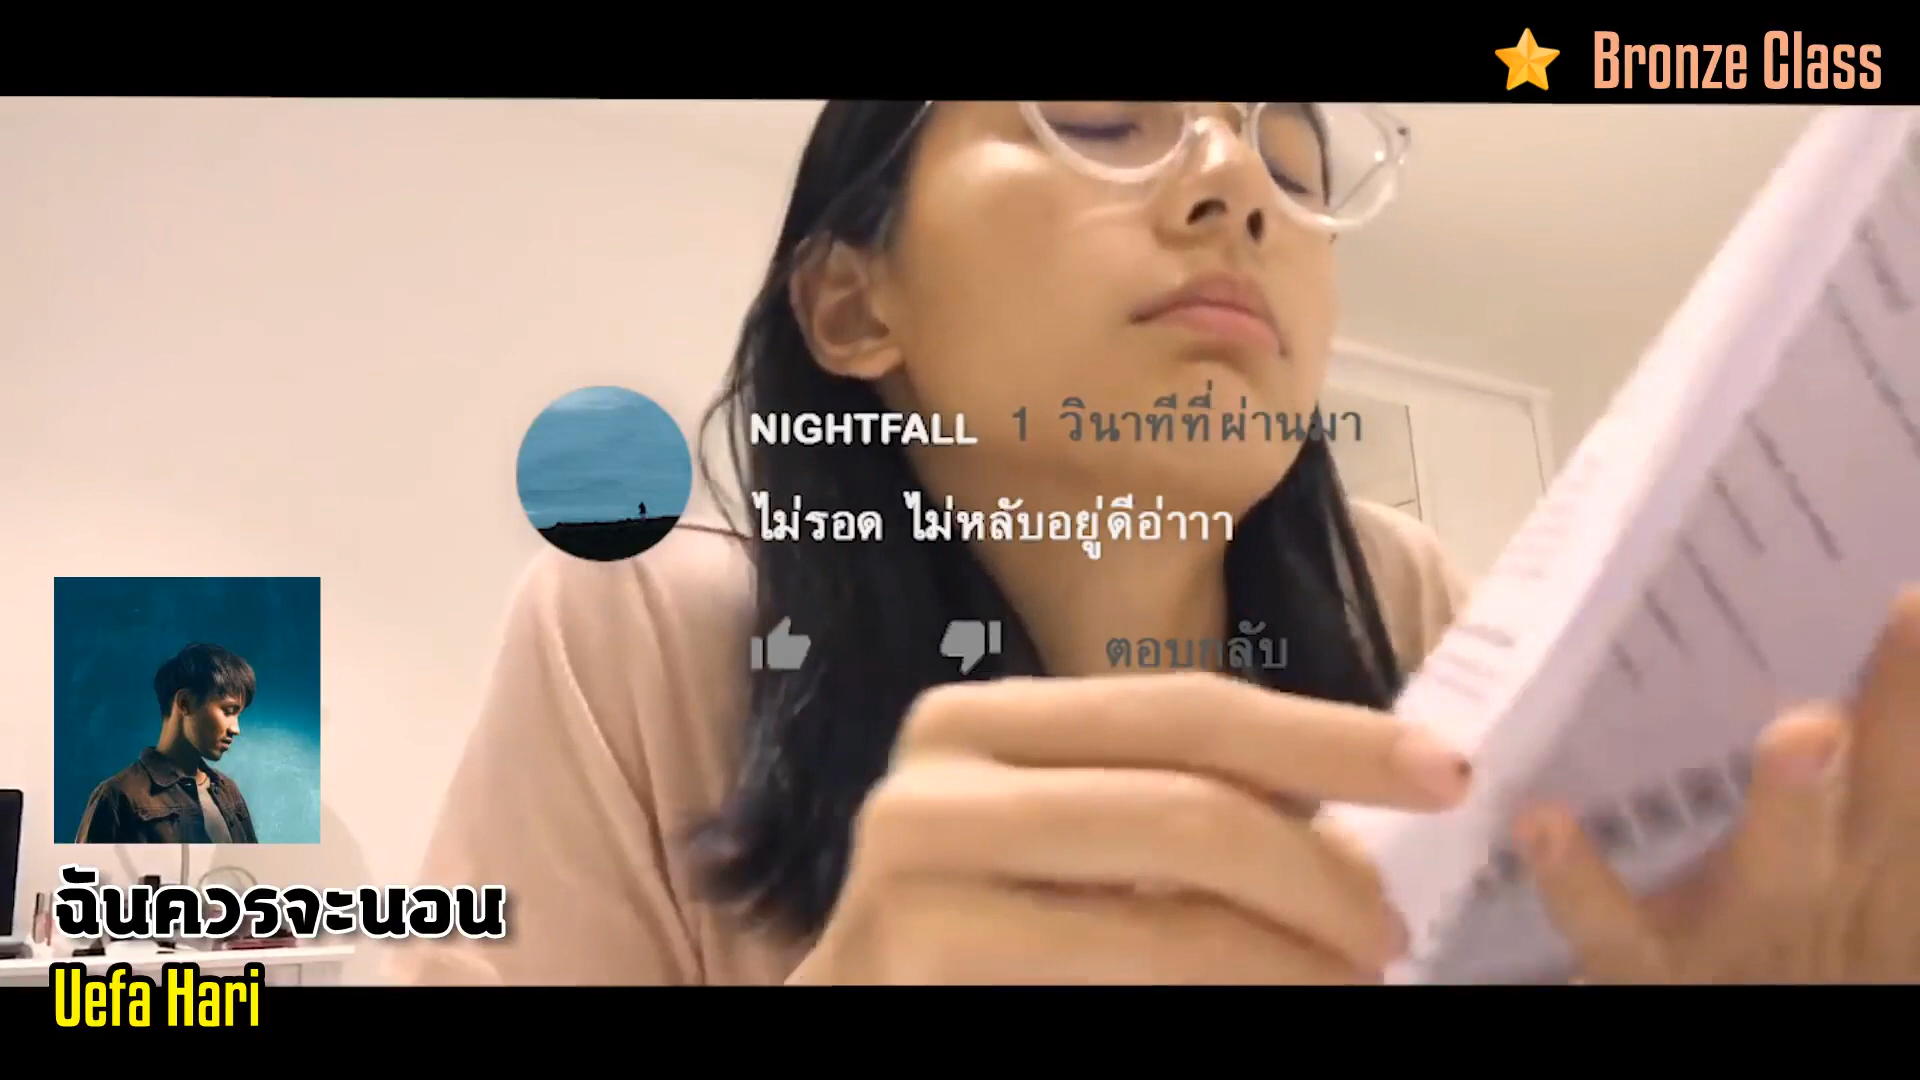 Bronze Class
NIGHTFALL 1 วินาทีที่ผ่านมา
ไม่รอด ไม่หลับอยู่ดีอ่าาา
ตอบกลับ
ฉันควรจะนอน
Uefa Hari